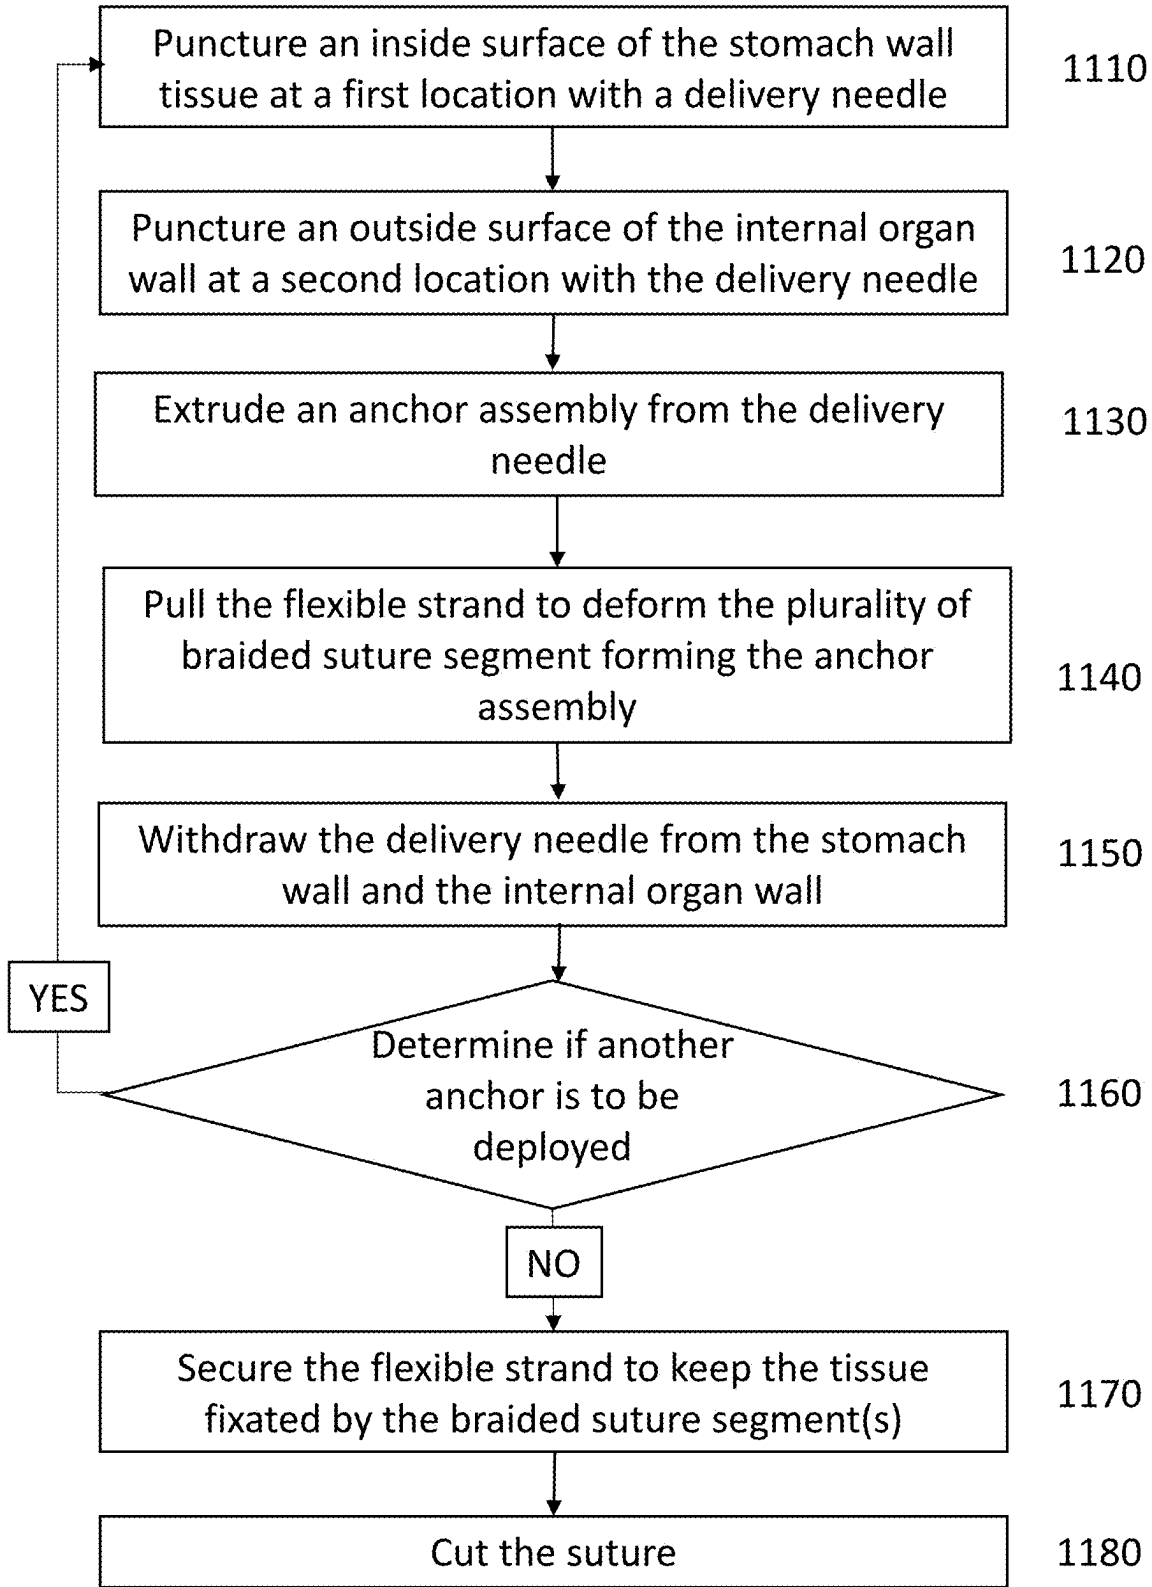 Puncture an inside surface of the stomach wall
tissue at a first location with a delivery needle
1110
Puncture an outside surface of the internal organ
wall at a second location with the delivery needle
1120
Extrude an anchor assembly from the delivery
needle
1130
Pull the flexible strand to deform the plurality of
braided suture segment forming the anchor
assembly
1140
Withdraw the delivery needle from the stomach
wall and the internal organ wall
1150
YES
Determine if another
anchor is to be
deployed
1160
NO
Secure the flexible strand to keep the tissue
fixated by the braided suture segment(s)
1170
Cut the suture
1180